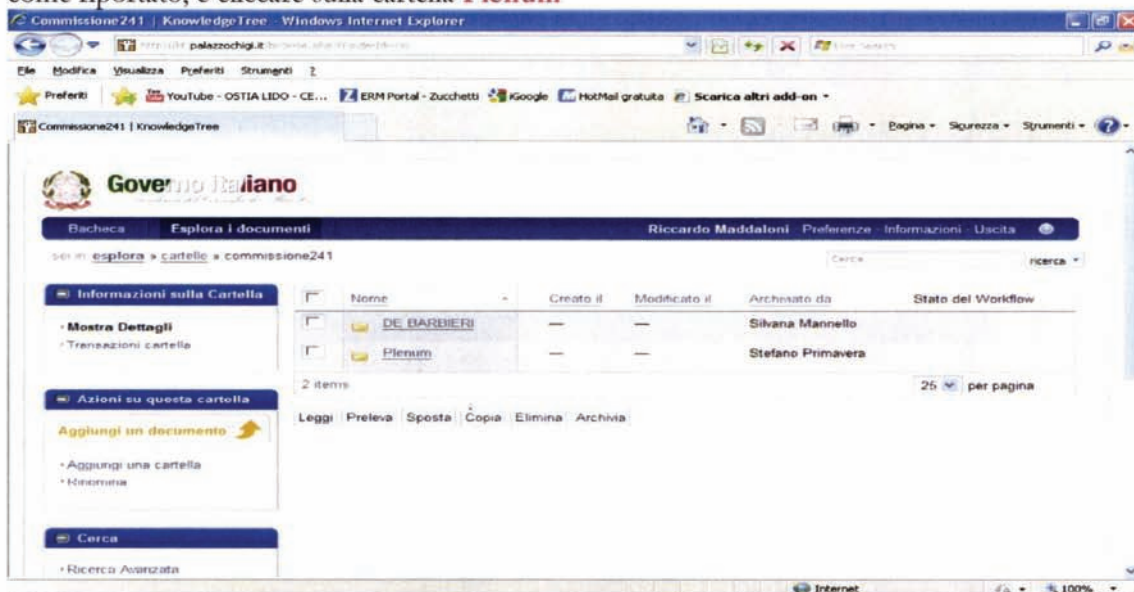 come riportato, e cliccare sulla cartella Plenum
Commissione241 | KnowledgeTree - Windows Internet Explorer
palazzochigi.it
File Modifica Visualizza Preferiti Strumenti ?
Preferiti YouTube - OSTIA LIDO - CE... ERM Portal - Zucchetti iGoogle HotMail gratuita Scarica altri add-on
Commissione241 | KnowledgeTree
Pagina Sicurezza Strumenti
Governo Italiano
Bacheca Esplora i documenti Riccardo Maddaloni Preferenze · Informazioni · Uscita
sei in esplora » cartelle » commissione241 Cerca ricerca
Informazioni sulla Cartella
Nome Creato il Modificato il Archiviato da Stato del Workflow
· Mostra Dettagli
· Transazioni cartella
DE BARBIERI — — Silvana Mannello
Plenum — — Stefano Primavera
2 items 25 per pagina
Azioni su questa cartella
Leggi Preleva Sposta Copia Elimina Archivia
Aggiungi un documento
· Aggiungi una cartella
· Rinomina
Cerca
· Ricerca Avanzata
Internet 100%